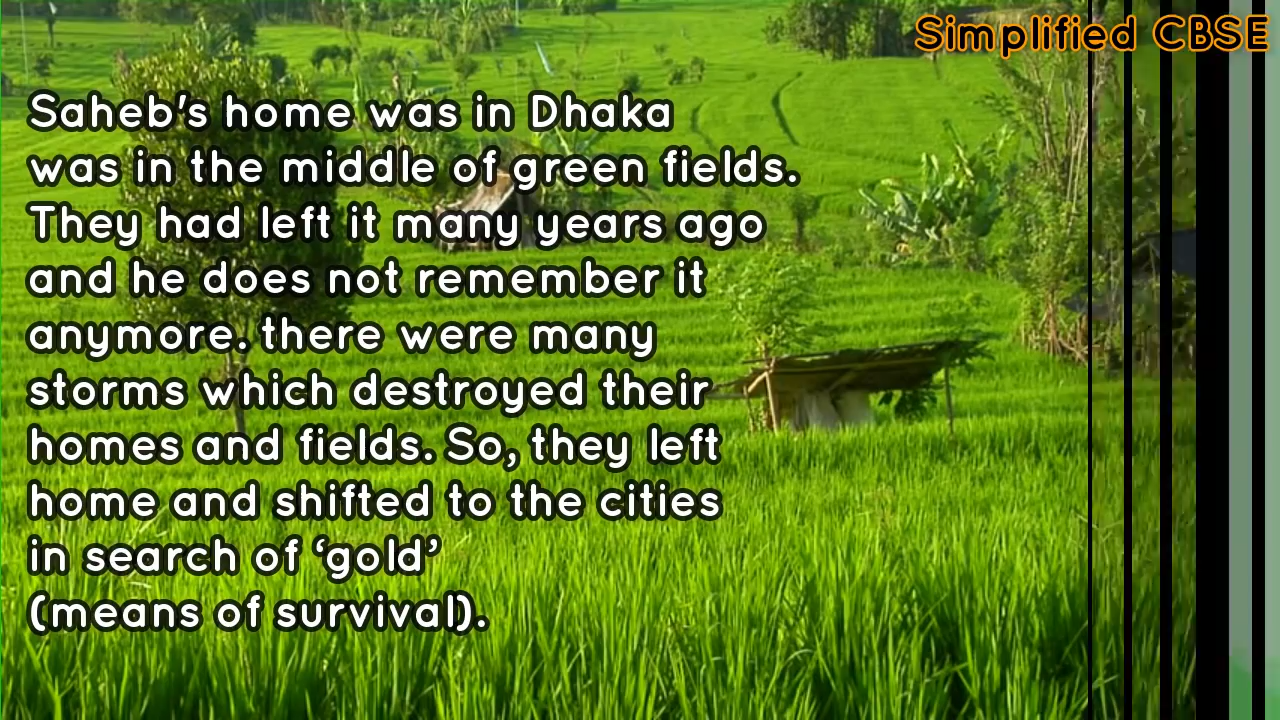 Simplified CBSE
Saheb's home was in Dhaka
was in the middle of green fields.
They had left it many years ago
and he does not remember it
anymore. there were many
storms which destroyed their
homes and fields. So, they left
home and shifted to the cities
in search of ‘gold’
(means of survival).